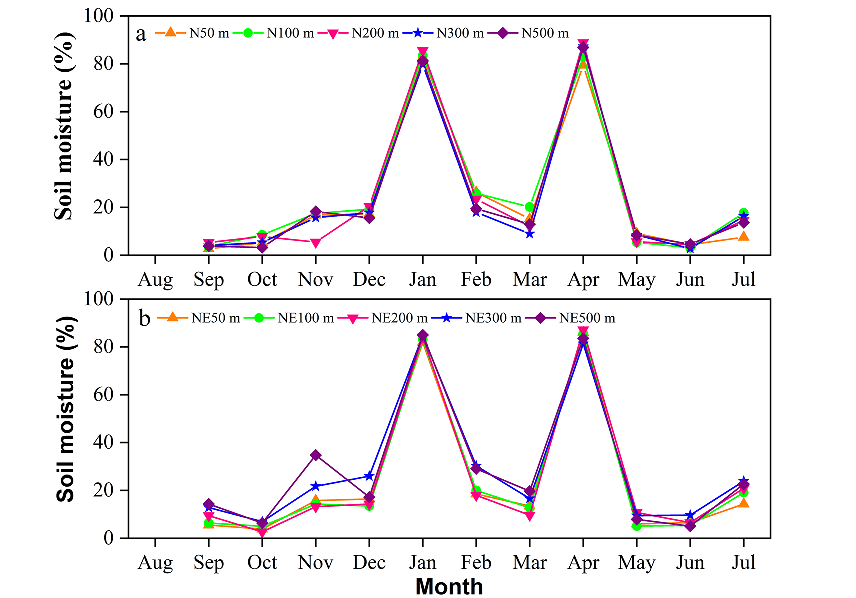 a N50 m N100 m N200 m N300 m N500 m
Soil moisture (%)
100
80
60
40
20
0
Aug Sep Oct Nov Dec Jan Feb Mar Apr May Jun Jul
b NE50 m NE100 m NE200 m NE300 m NE500 m
Soil moisture (%)
100
80
60
40
20
0
Aug Sep Oct Nov Dec Jan Feb Mar Apr May Jun Jul
Month